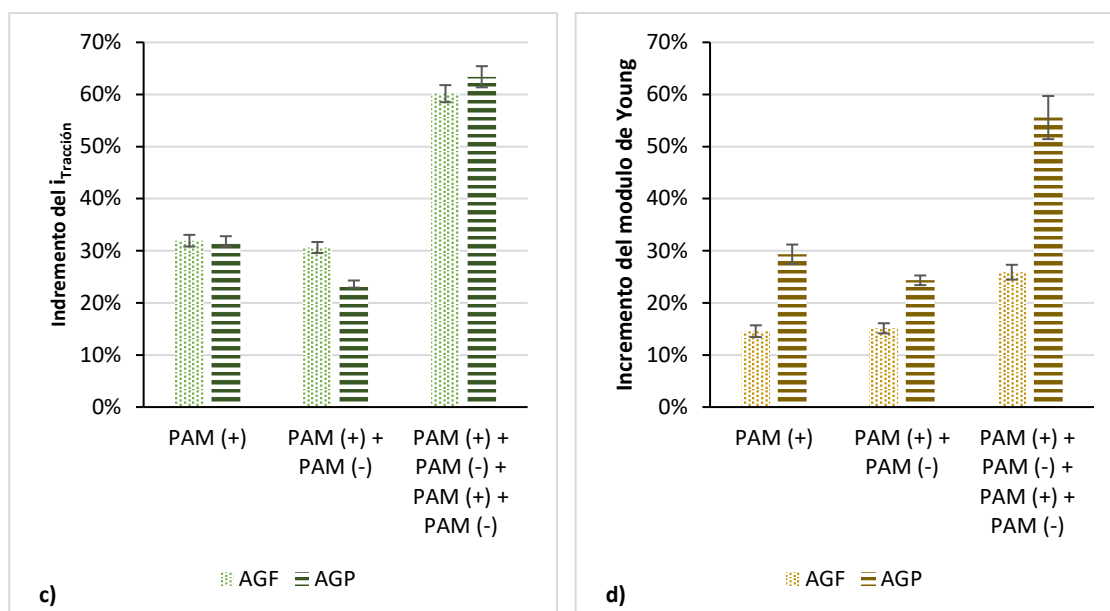 Indremento del iTracción
70%
60%
50%
40%
30%
20%
10%
0%
PAM (+)
PAM (+) +
PAM (-)
PAM (+) +
PAM (-) +
PAM (+) +
PAM (-)
AGF
AGP
c)
Incremento del modulo de Young
70%
60%
50%
40%
30%
20%
10%
0%
PAM (+)
PAM (+) +
PAM (-)
PAM (+) +
PAM (-) +
PAM (+) +
PAM (-)
AGF
AGP
d)